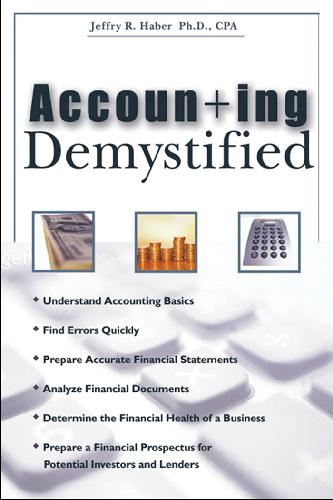 Jeffry R. Haber Ph.D., CPA
Accoun+ing
Demystified
◆ Understand Accounting Basics
◆ Find Errors Quickly
◆ Prepare Accurate Financial Statements
◆ Analyze Financial Documents
◆ Determine the Financial Health of a Business
◆ Prepare a Financial Prospectus for
Potential Investors and Lenders